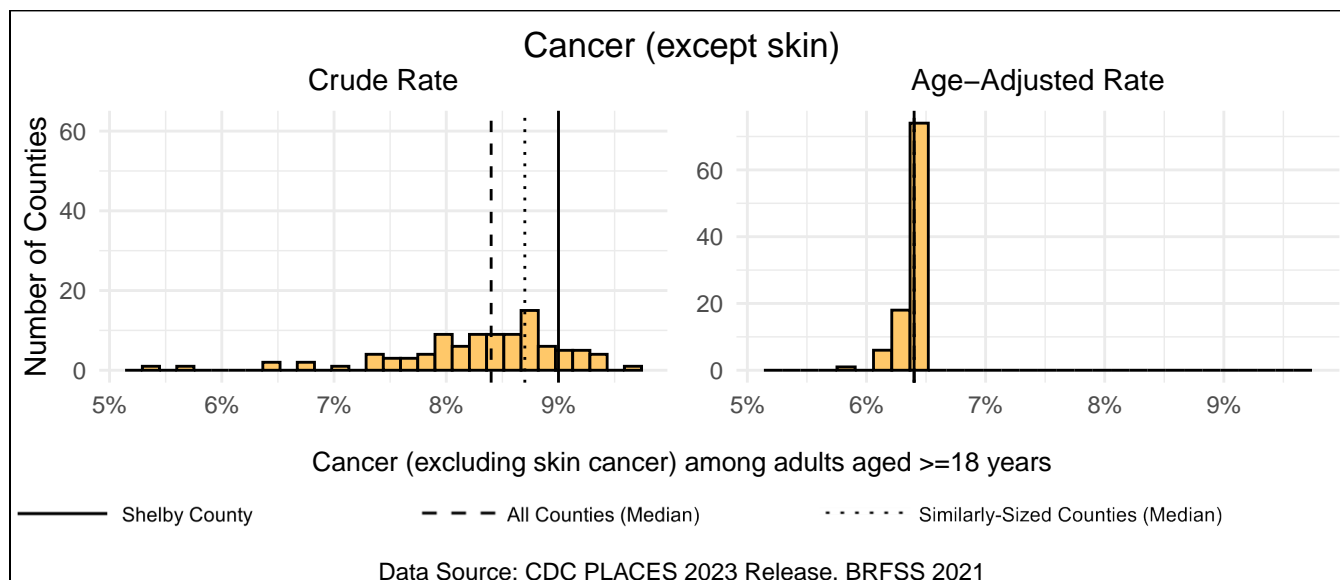 Cancer (except skin)
Crude Rate
Age−Adjusted Rate
Number of Counties
60
40
20
0
5%
6%
7%
8%
9%
60
40
20
0
5%
6%
7%
8%
9%
Cancer (excluding skin cancer) among adults aged >=18 years
Shelby County
All Counties (Median)
Similarly-Sized Counties (Median)
Data Source: CDC PLACES 2023 Release, BRFSS 2021